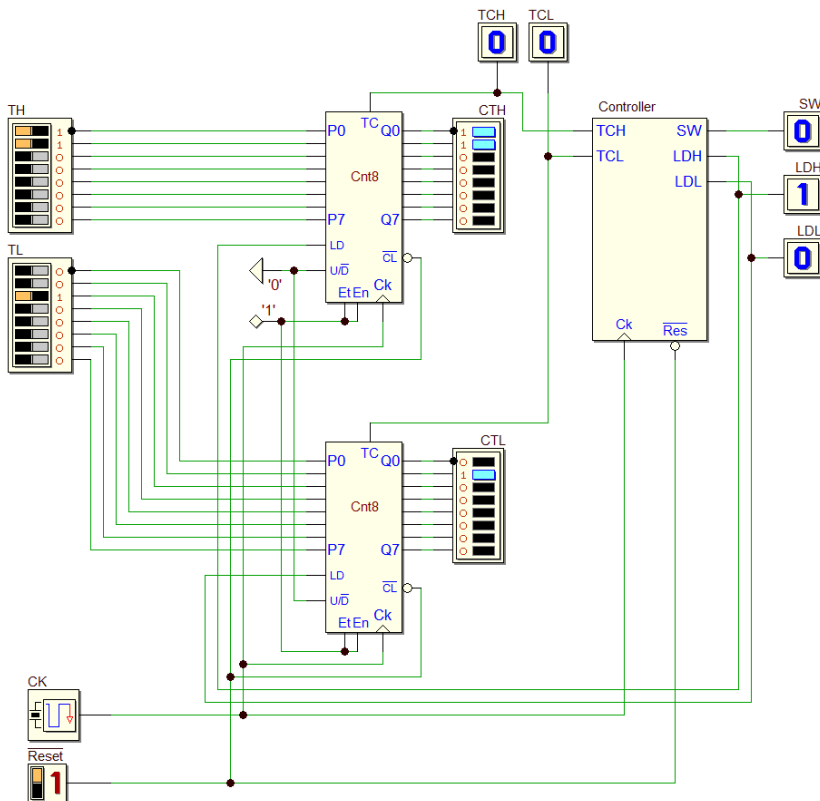 TCH TCL
0 0
TH CTH Controller SW
TC
1 P0 Q0 1 TCH SW 0
1 1
0 0 TCL LDH LDH
0 Cnt8 0 LDL 1
0 0
0 0
0 0
0 P7 Q7 0
TL LD LDL
0 U/D CL 0
0 '0'
1 Et En
0 '1' Ck
0 Ck Res
0
0
0
CTL
TC
P0 Q0 0
1
0
Cnt8 0
0
0
0
P7 Q7 0
LD CL
U/D
Et En Ck
CK
Reset
1